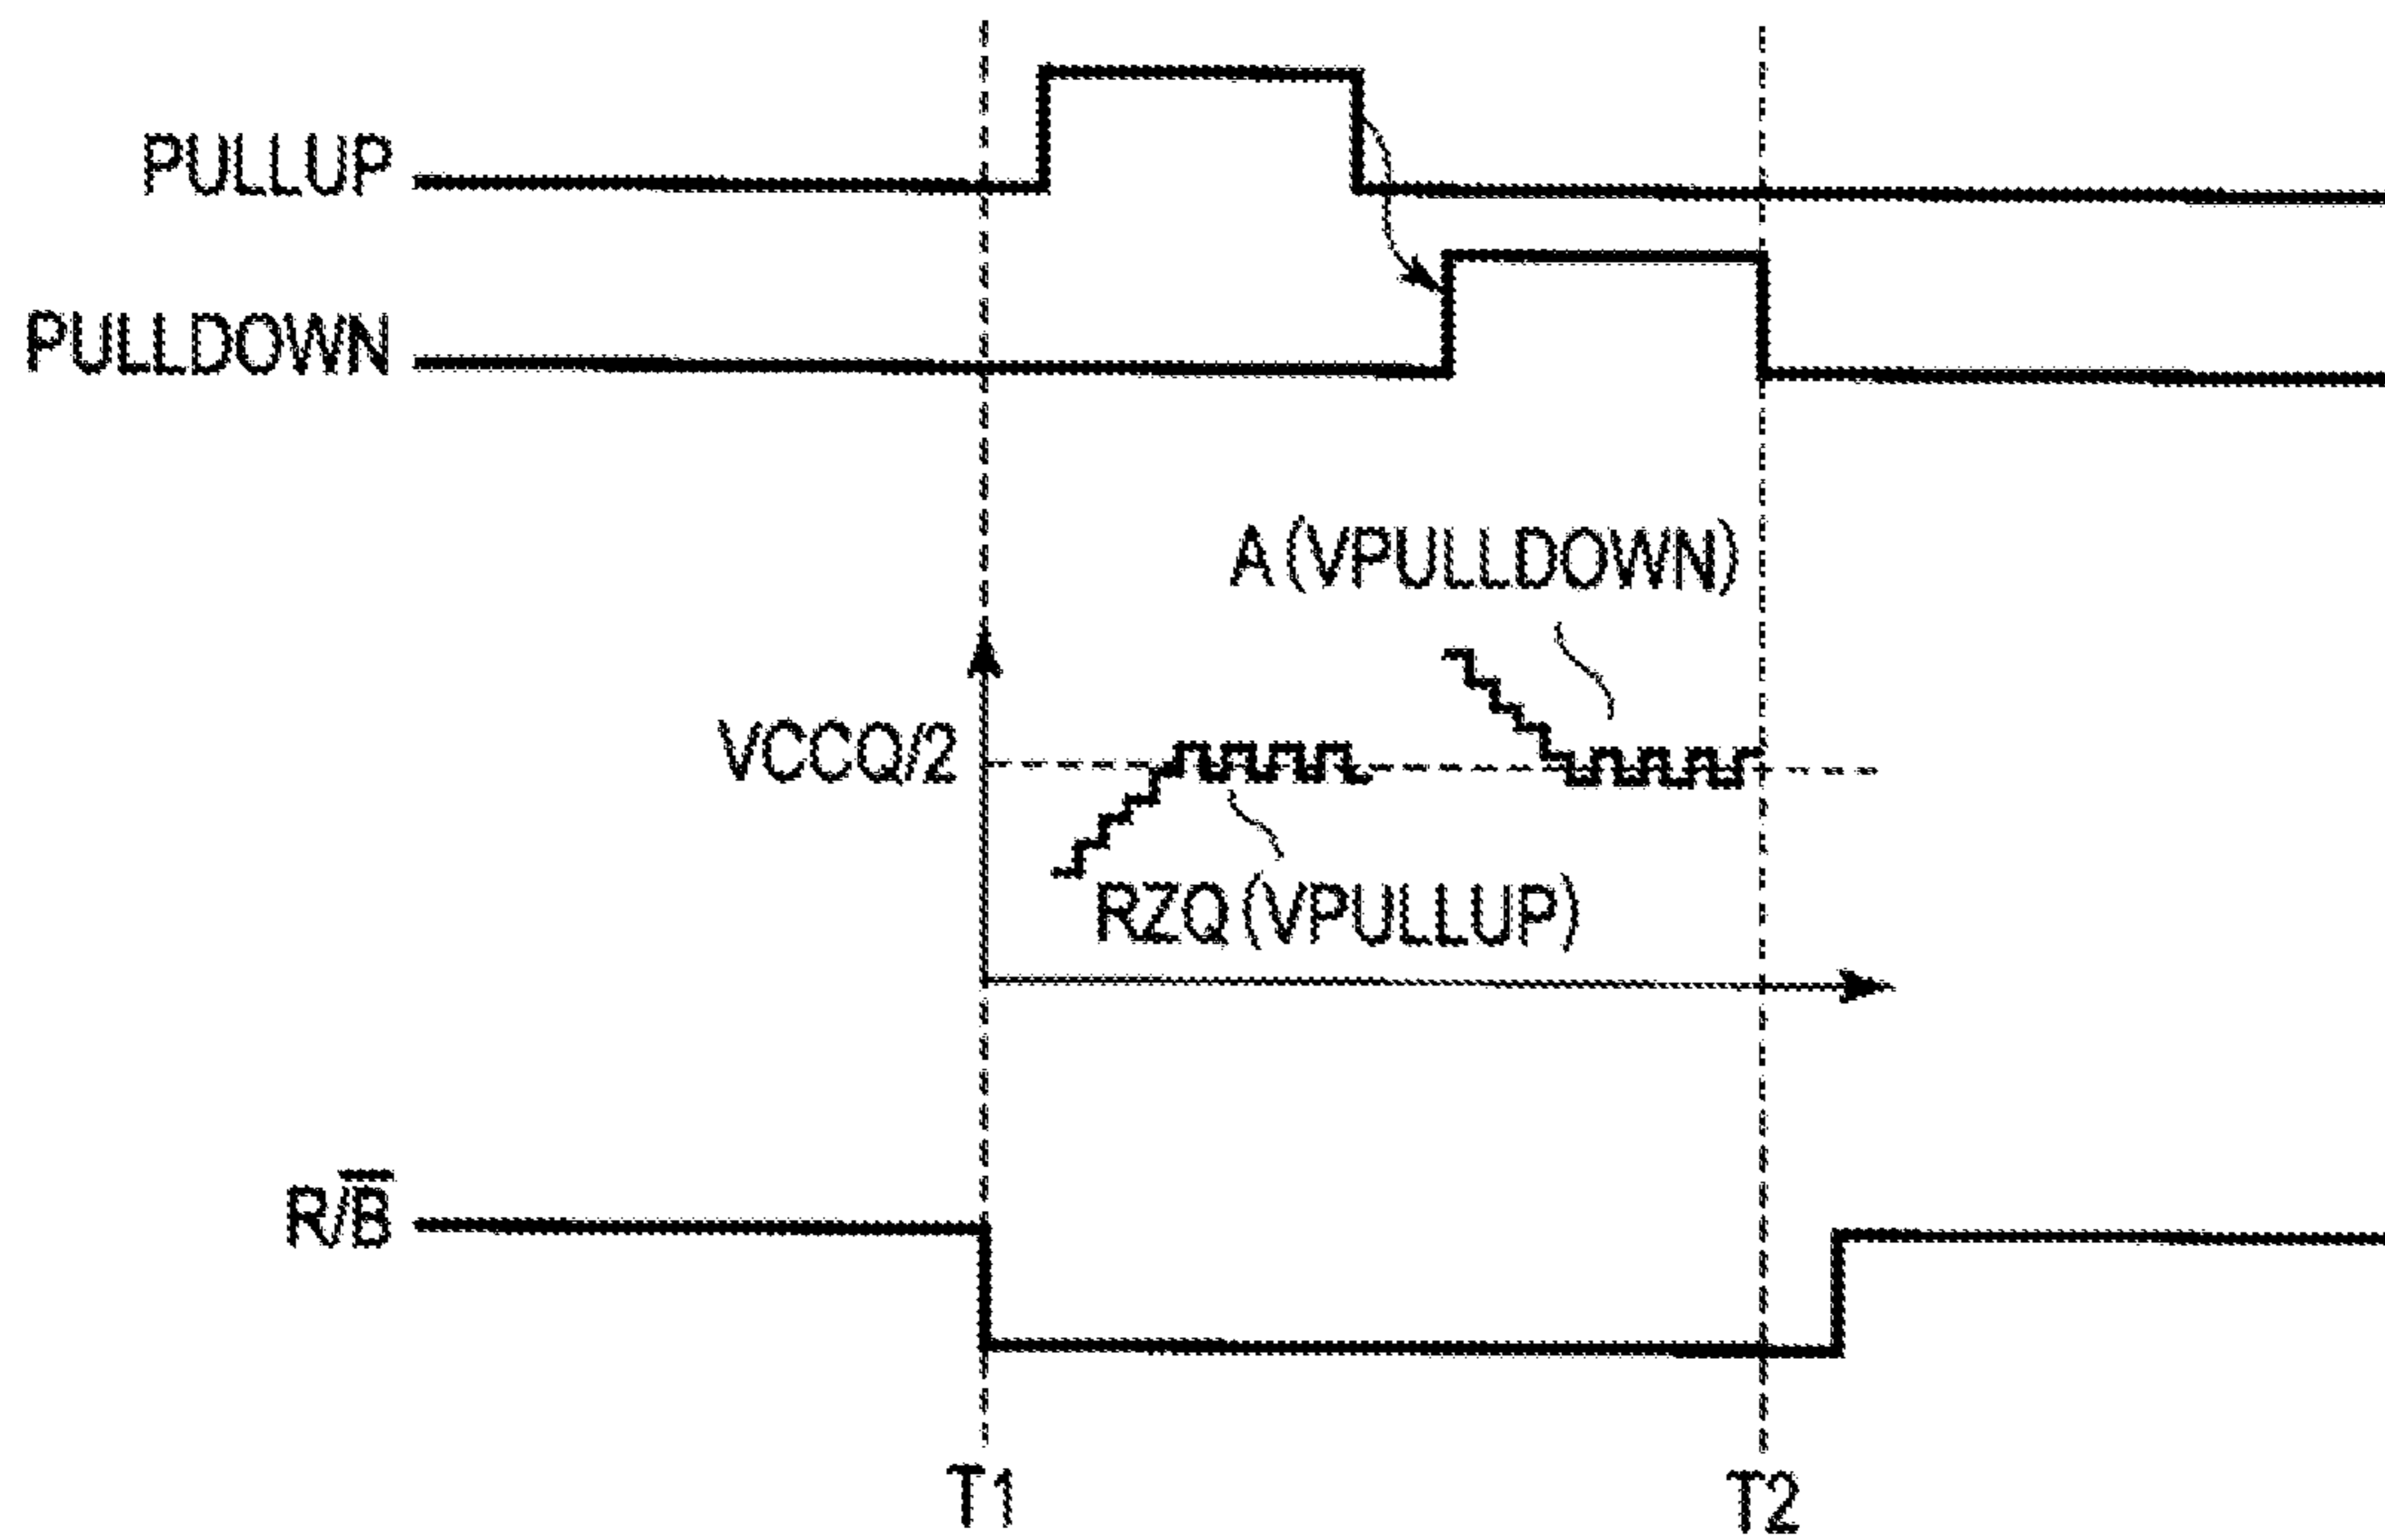 PULLUP
PULLDOWN
A (VPULLDOWN)
VCCQ/2
RZQ (VPULLUP)
R/B̅
T1
T2